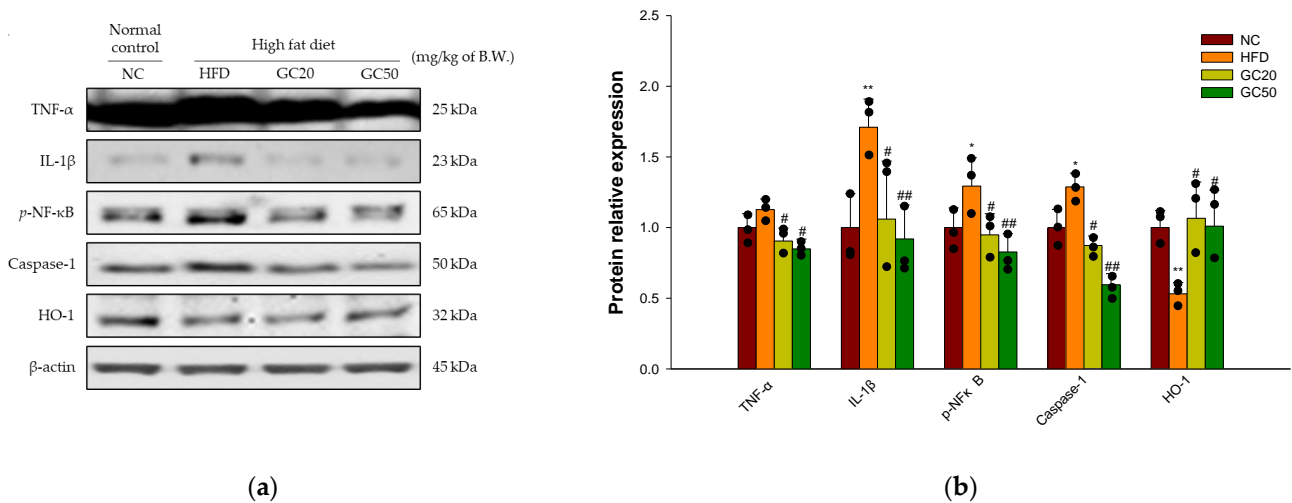 Normal
control
High fat diet
(mg/kg of B.W.)
NC HFD GC20 GC50
TNF-α 25 kDa
IL-1β 23 kDa
p-NF-κB 65 kDa
Caspase-1 50 kDa
HO-1 32 kDa
β-actin 45 kDa
(a)
Protein relative expression
2.5
2.0
1.5
1.0
0.5
0.0
NC
HFD
GC20
GC50
# #
** # ##
* # ##
* # ##
** # #
TNF-α
IL-1β
p-NFκ B
Caspase-1
HO-1
(b)